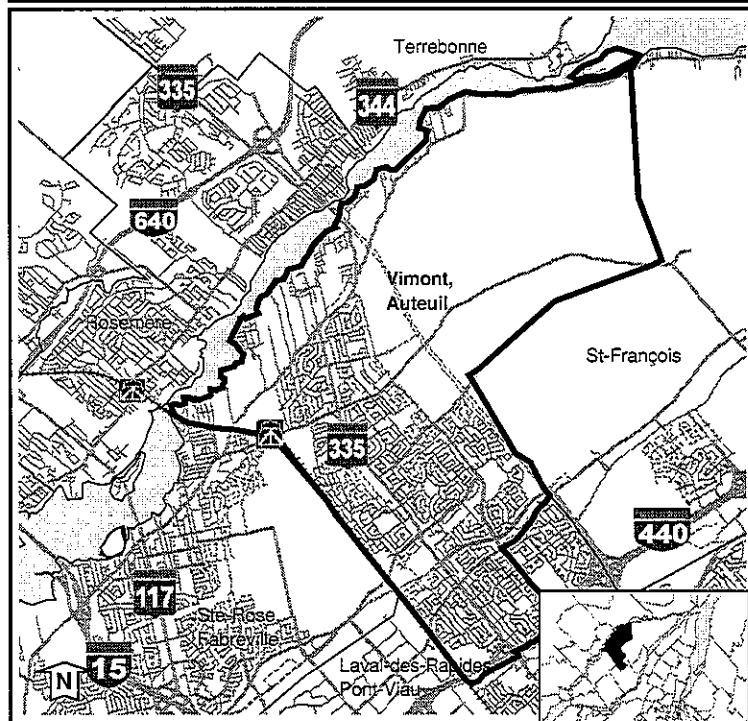 Terrebonne
335
344
640
Vimont,
Auteuil
Rosemère
St-François
335
440
117
Ste-Rose
Fabreville
15
Laval-des-Rapides
Pont-Viau
N